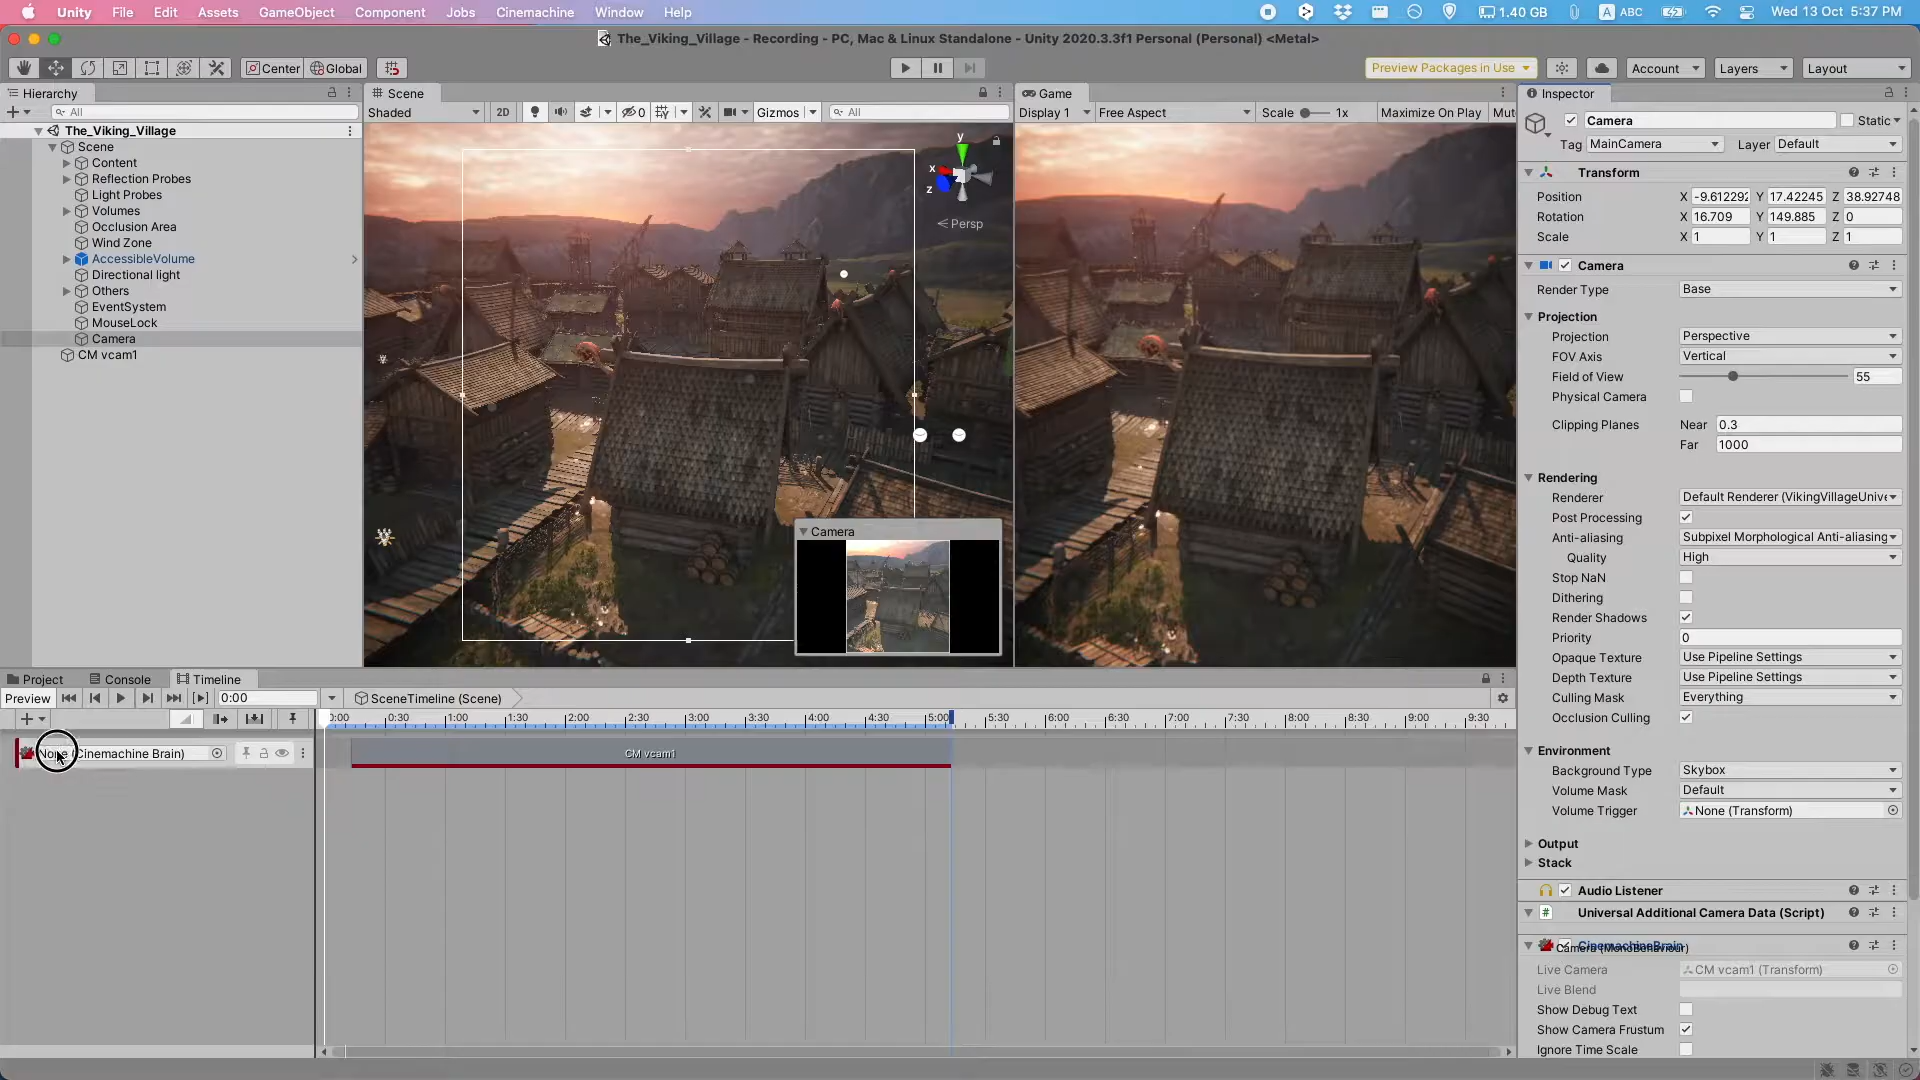 Unity File Edit Assets GameObject Component Jobs Cinemachine Window Help
1.40 GB A ABC Wed 13 Oct 5:37 PM
The_Viking_Village - Recording - PC, Mac & Linux Standalone - Unity 2020.3.3f1 Personal (Personal) <Metal>
Center Global Preview Packages in Use Account Layers Layout
Hierarchy
All
The_Viking_Village
Scene
Content
Reflection Probes
Light Probes
Volumes
Occlusion Area
Wind Zone
AccessibleVolume
Directional light
Others
EventSystem
MouseLock
Camera
CM vcam1
Scene
Shaded 2D 0 Gizmos All
y
x
z
Persp
Camera
Game
Display 1 Free Aspect Scale 1x Maximize On Play Mut
Inspector
Camera Static
Tag MainCamera Layer Default
Transform
Position X -9.612292 Y 17.42245 Z 38.92748
Rotation X 16.709 Y 149.885 Z 0
Scale X 1 Y 1 Z 1
Camera
Render Type Base
Projection
Projection Perspective
FOV Axis Vertical
Field of View 55
Physical Camera
Clipping Planes Near 0.3
Far 1000
Rendering
Renderer Default Renderer (VikingVillageUnive
Post Processing
Anti-aliasing Subpixel Morphological Anti-aliasing
Quality High
Stop NaN
Dithering
Render Shadows
Priority 0
Opaque Texture Use Pipeline Settings
Depth Texture Use Pipeline Settings
Culling Mask Everything
Occlusion Culling
Environment
Background Type Skybox
Volume Mask Default
Volume Trigger None (Transform)
Output
Stack
Audio Listener
# Universal Additional Camera Data (Script)
CinemachineBrain
Camera (MonoBehaviour)
Live Camera CM vcam1 (Transform)
Live Blend
Show Debug Text
Show Camera Frustum
Ignore Time Scale
Project Console Timeline
Preview 0:00 SceneTimeline (Scene)
0:00 0:30 1:00 1:30 2:00 2:30 3:00 3:30 4:00 4:30 5:00 5:30 6:00 6:30 7:00 7:30 8:00 8:30 9:00 9:30
None (Cinemachine Brain) CM vcam1